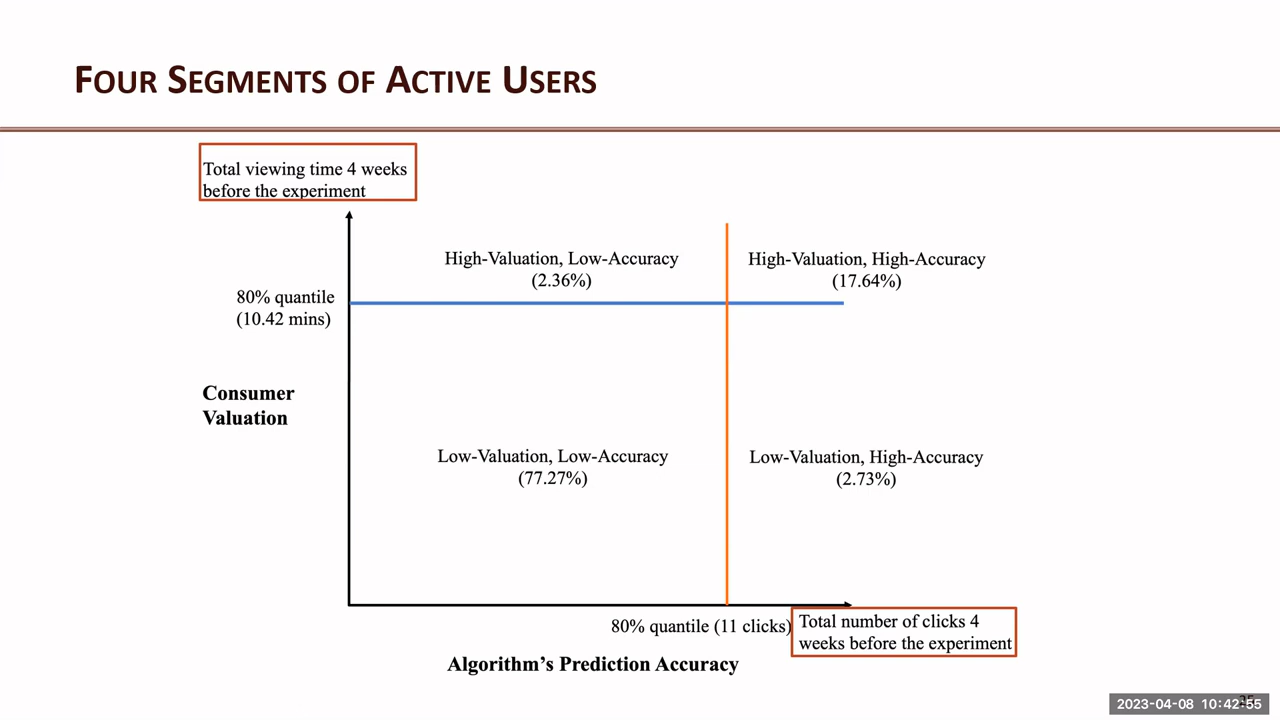 FOUR SEGMENTS OF ACTIVE USERS
Total viewing time 4 weeks
before the experiment
High-Valuation, Low-Accuracy
(2.36%)
High-Valuation, High-Accuracy
(17.64%)
80% quantile
(10.42 mins)
Consumer
Valuation
Low-Valuation, Low-Accuracy
(77.27%)
Low-Valuation, High-Accuracy
(2.73%)
80% quantile (11 clicks)
Total number of clicks 4
weeks before the experiment
Algorithm's Prediction Accuracy
2023-04-08 10:42:55